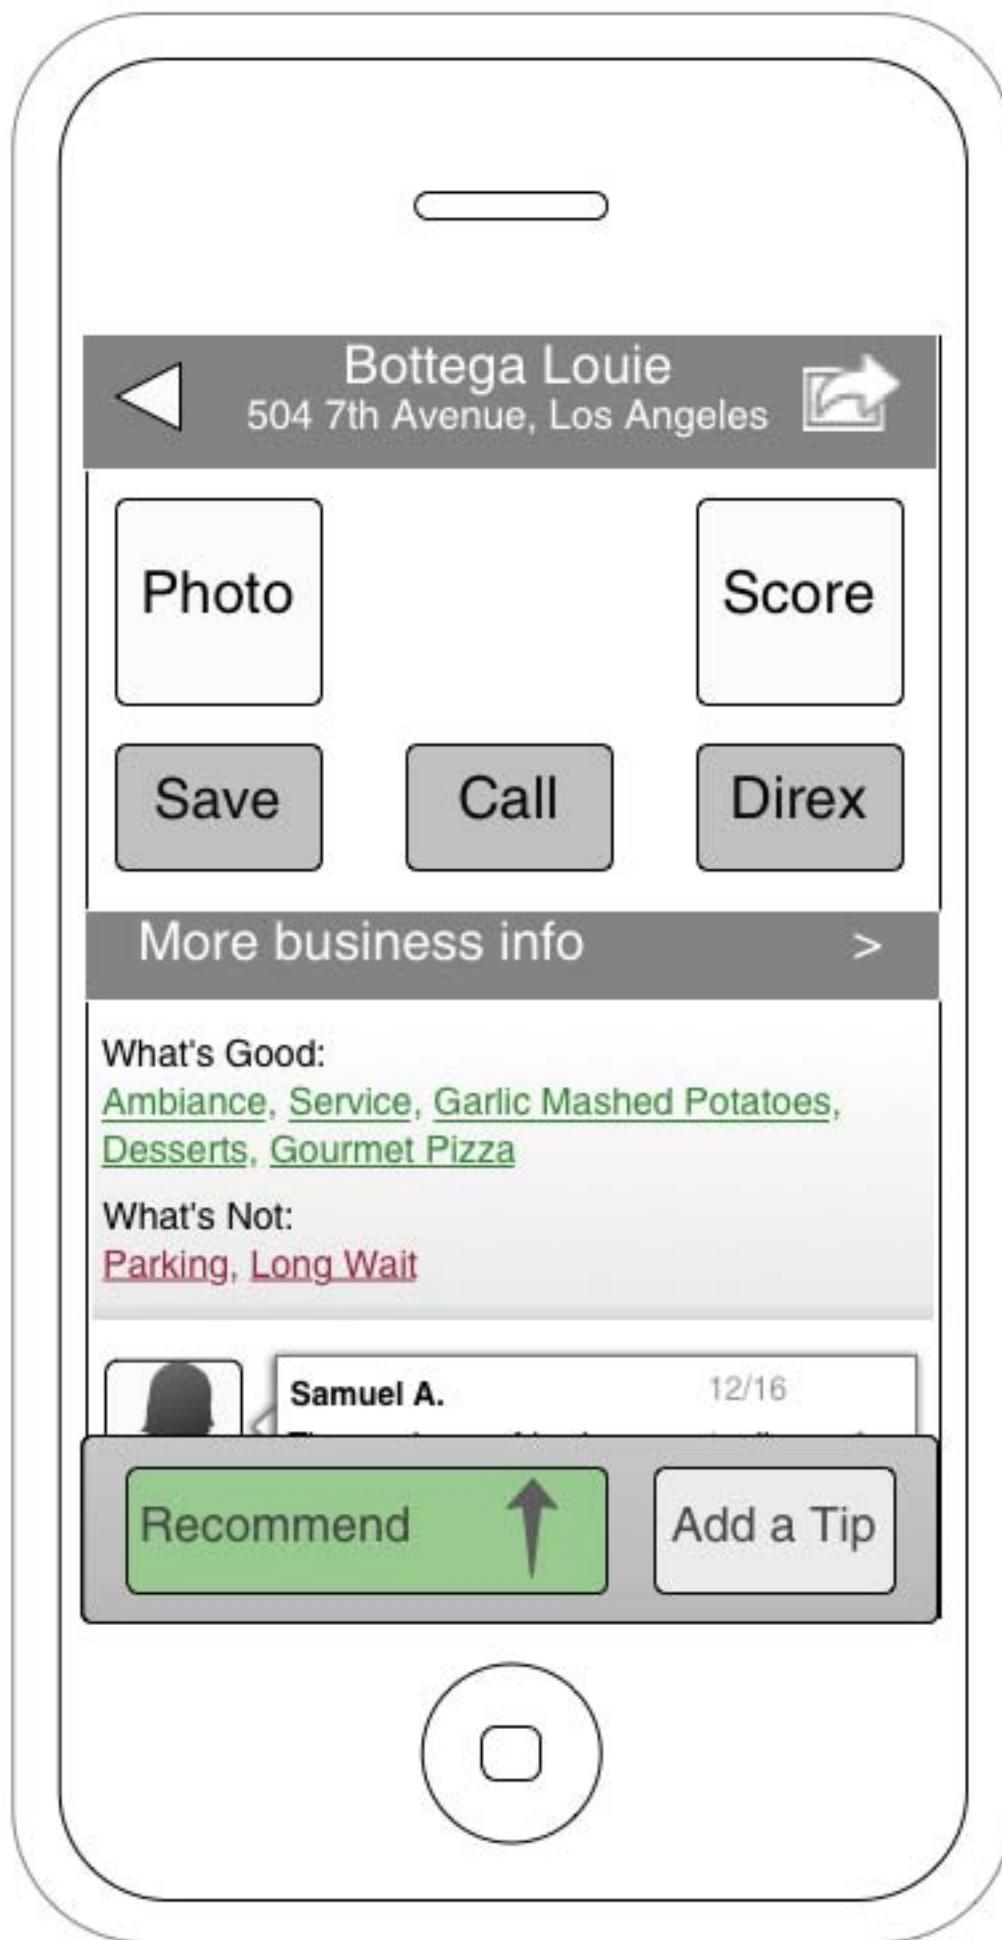 Bottega Louie
504 7th Avenue, Los Angeles
Photo
Score
Save
Call
Direx
More business info >
What's Good:
Ambiance, Service, Garlic Mashed Potatoes,
Desserts, Gourmet Pizza
What's Not:
Parking, Long Wait
Samuel A.
12/16
Recommend
Add a Tip